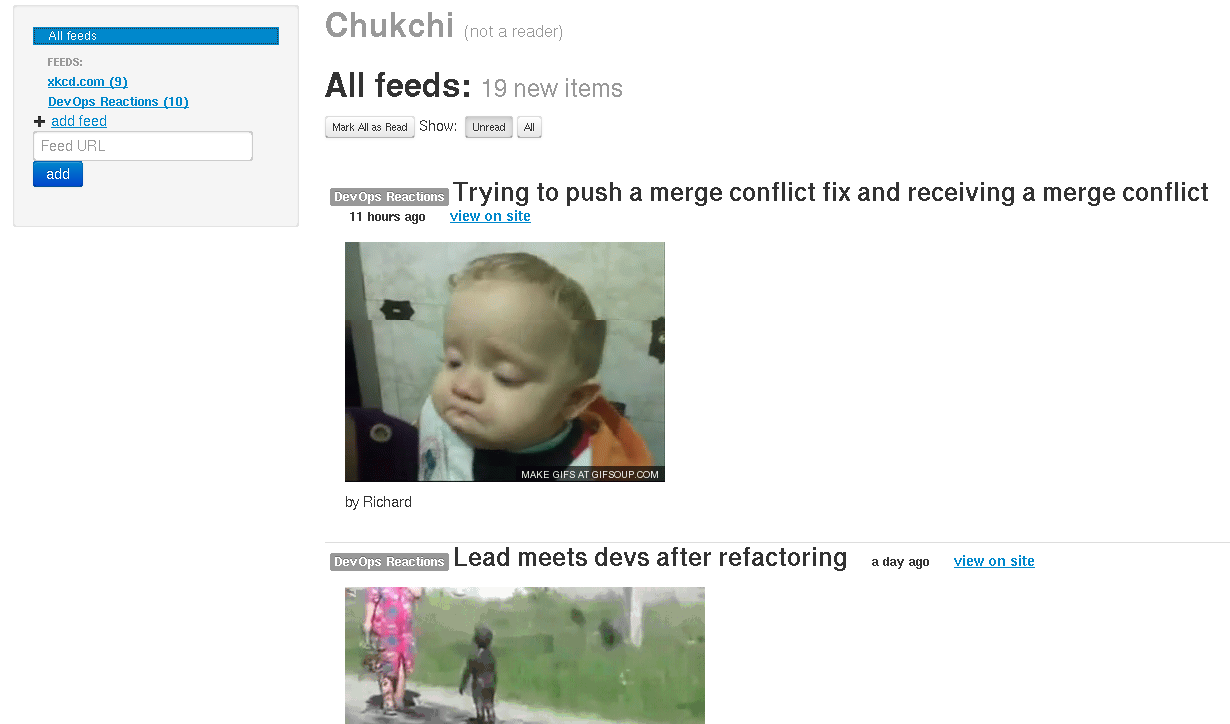 All feeds
FEEDS:
xkcd.com (9)
DevOps Reactions (10)
add feed
Feed URL
add
Chukchi (not a reader)
All feeds: 19 new items
Mark All as Read Show: Unread All
DevOps Reactions Trying to push a merge conflict fix and receiving a merge conflict
11 hours ago view on site
MAKE GIFS AT GIFSOUP.COM
by Richard
DevOps Reactions Lead meets devs after refactoring a day ago view on site